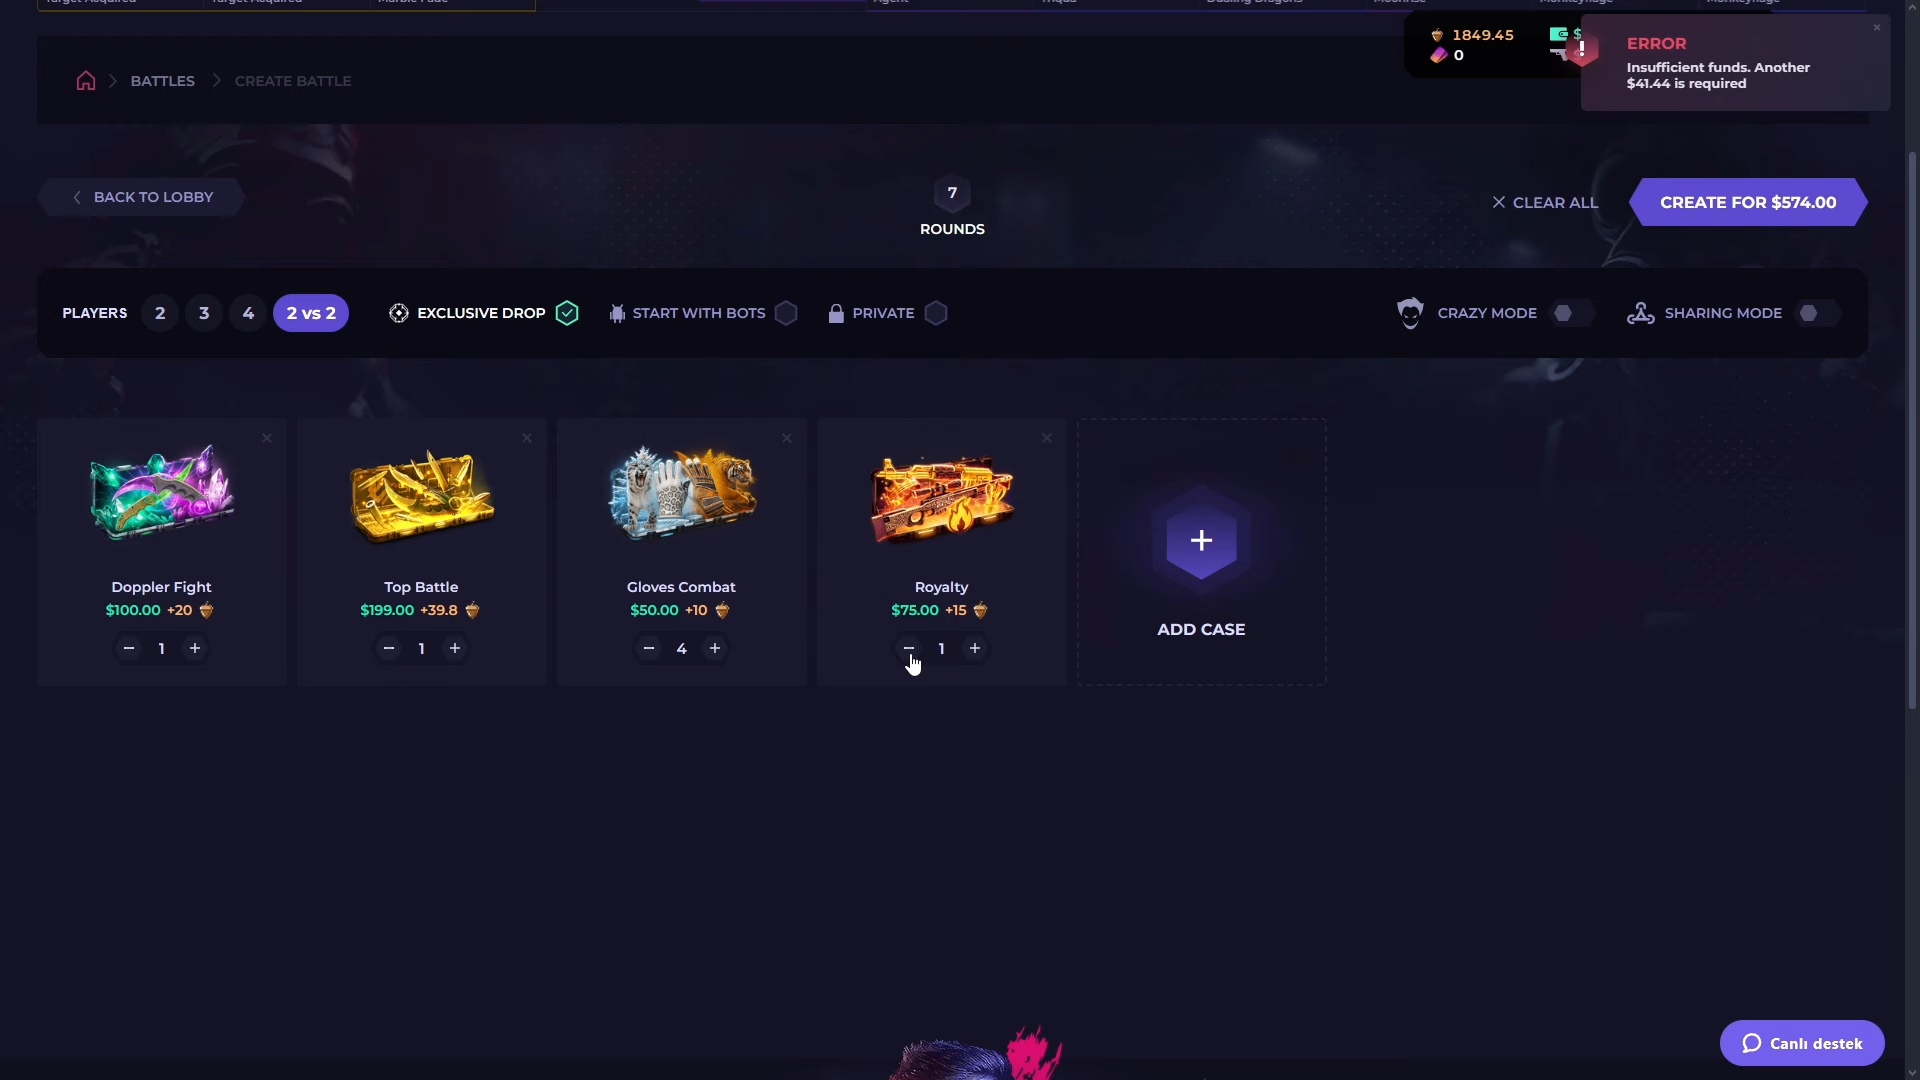 1849.45
$
0
ERROR
Insufficient funds. Another
$41.44 is required
BATTLES
CREATE BATTLE
BACK TO LOBBY
7
ROUNDS
CLEAR ALL
CREATE FOR $574.00
PLAYERS
2
3
4
2 vs 2
EXCLUSIVE DROP
START WITH BOTS
PRIVATE
CRAZY MODE
SHARING MODE
Doppler Fight
$100.00 +20
1
Top Battle
$199.00 +39.8
1
Gloves Combat
$50.00 +10
4
Royalty
$75.00 +15
1
ADD CASE
Canlı destek